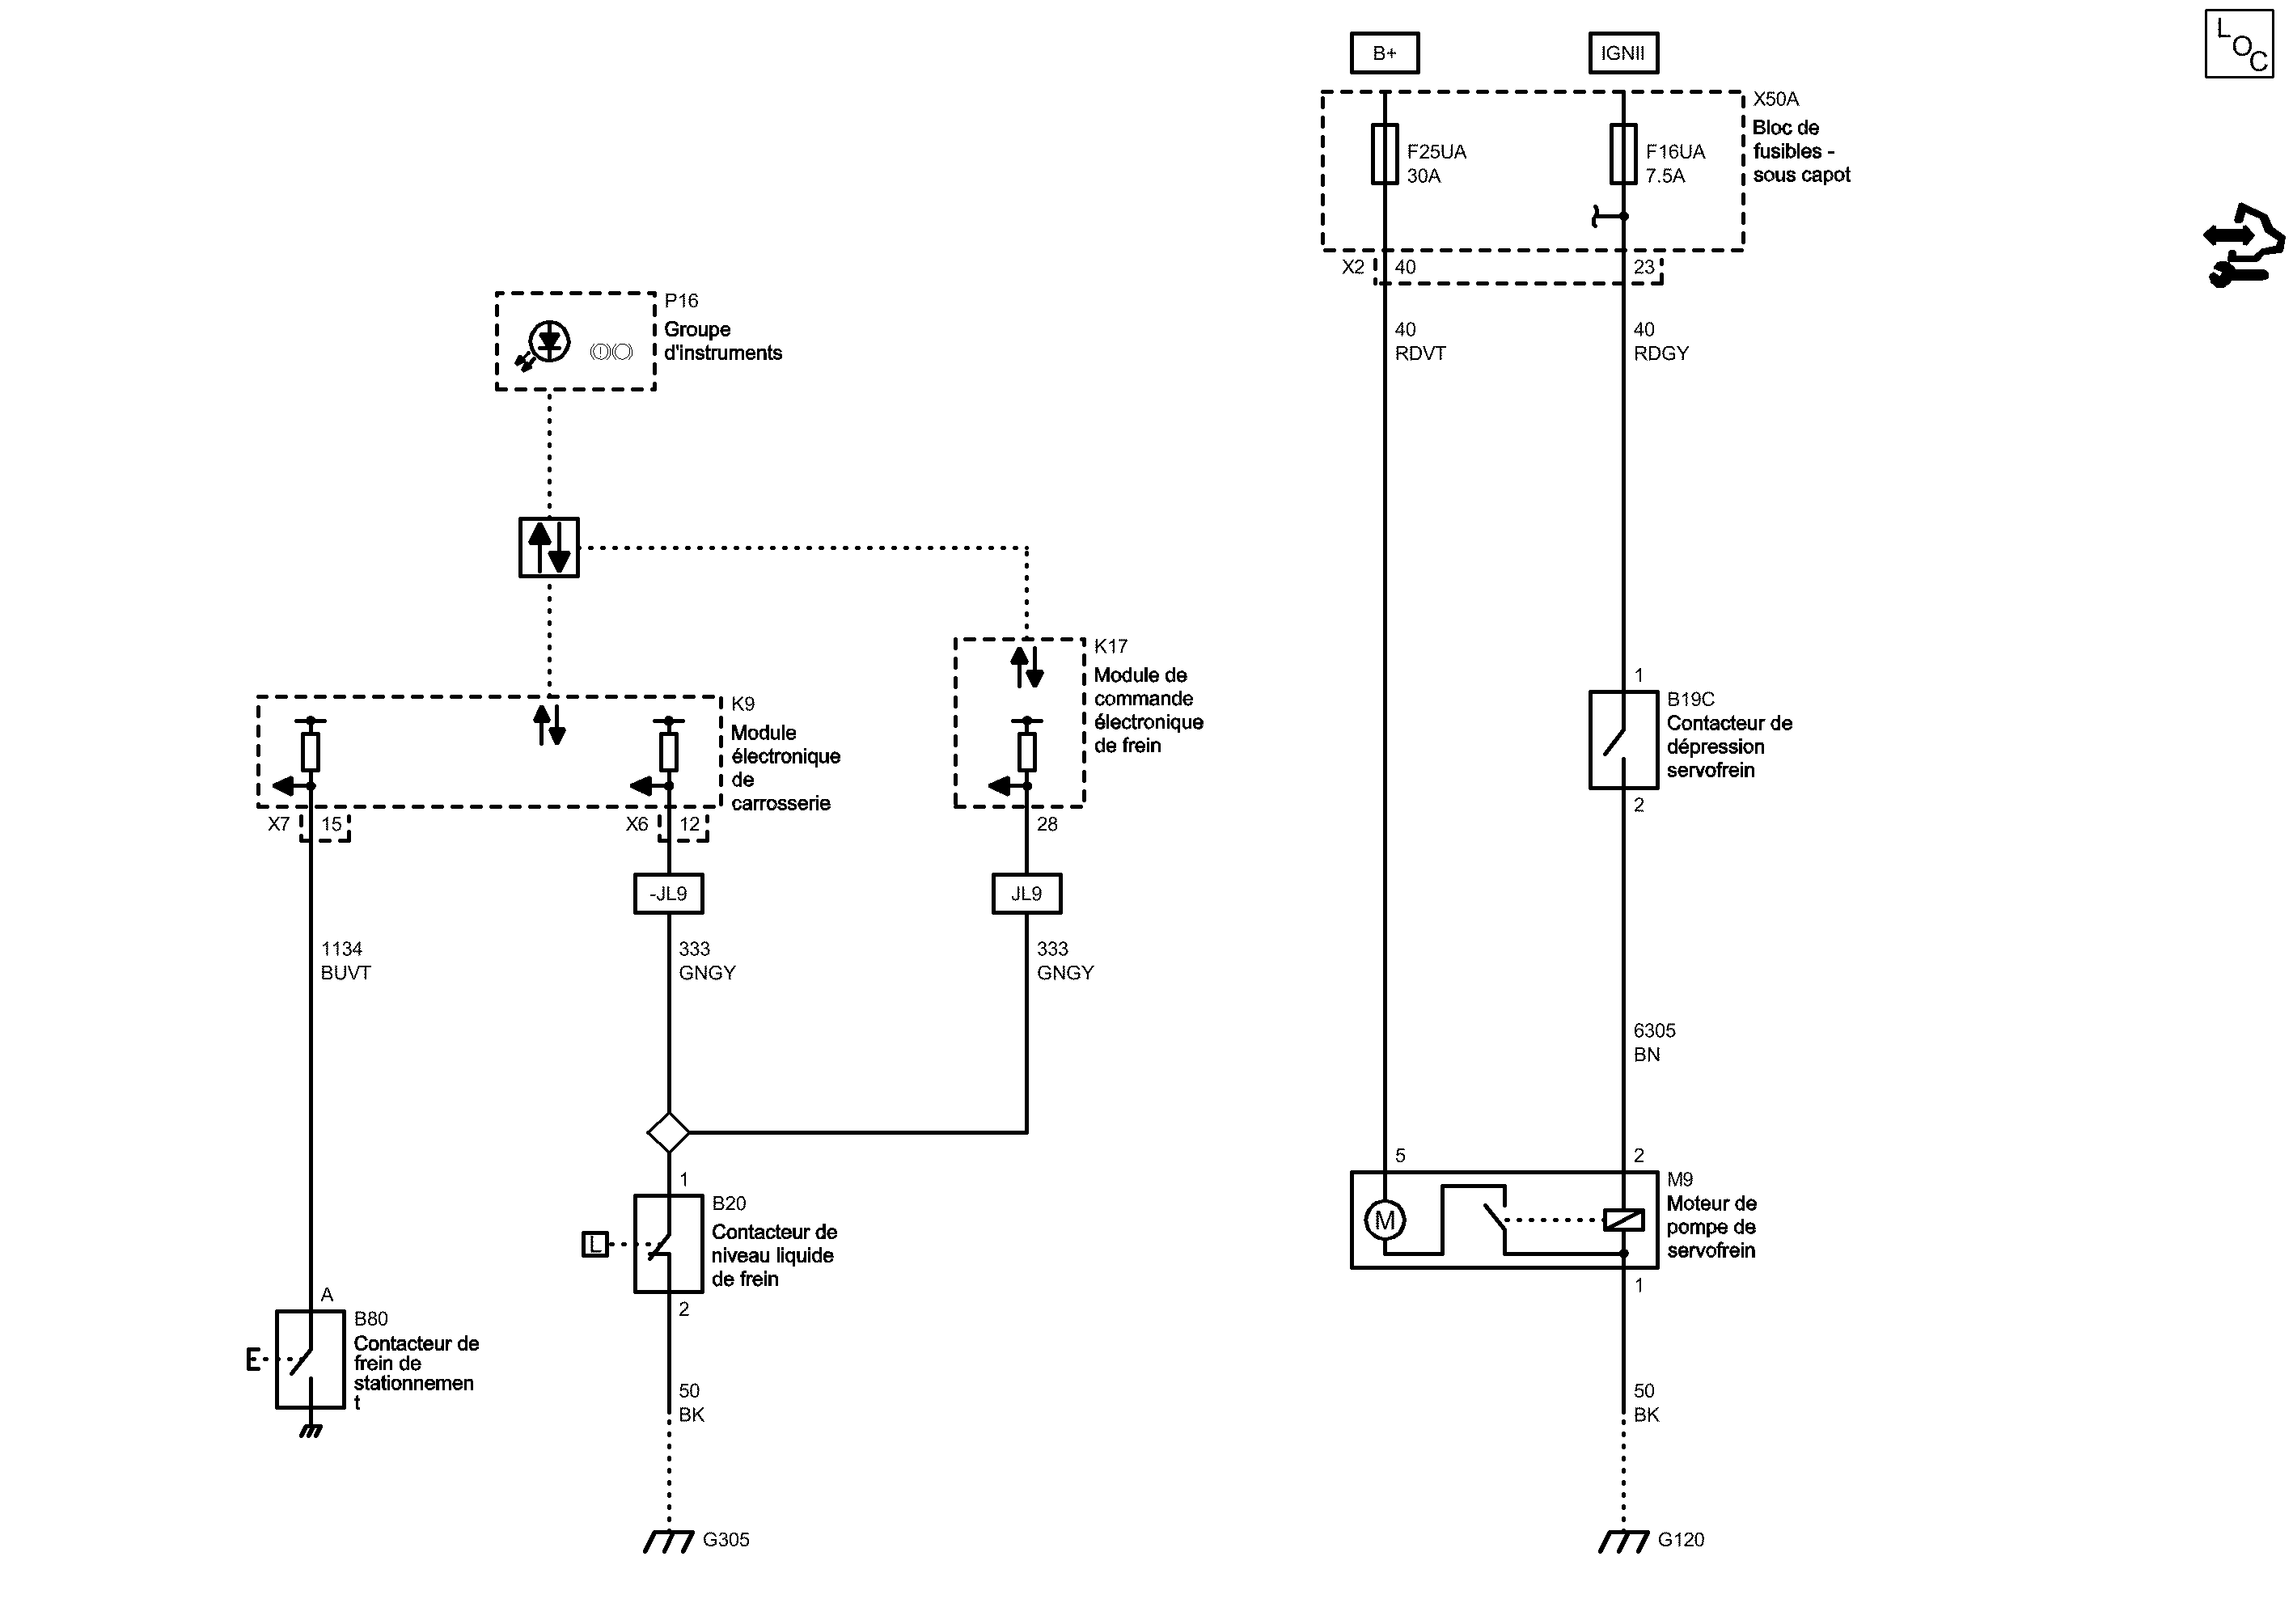 L
O
C
B+
IGNII
X50A
Bloc de
fusibles -
sous capot
F25UA
30A
F16UA
7.5A
X2
40
23
40
RDVT
40
RDGY
P16
Groupe
d'instruments
K17
Module de
commande
électronique
de frein
K9
Module
électronique
de
carrosserie
X7
15
X6
12
28
-JL9
JL9
1134
BUVT
333
GNGY
333
GNGY
1
B19C
Contacteur de
dépression
servofrein
2
6305
BN
5
2
M9
Moteur de
pompe de
servofrein
M
1
1
B20
Contacteur de
niveau liquide
de frein
L
2
A
B80
Contacteur de
frein de
stationnemen
t
50
BK
50
BK
G305
G120